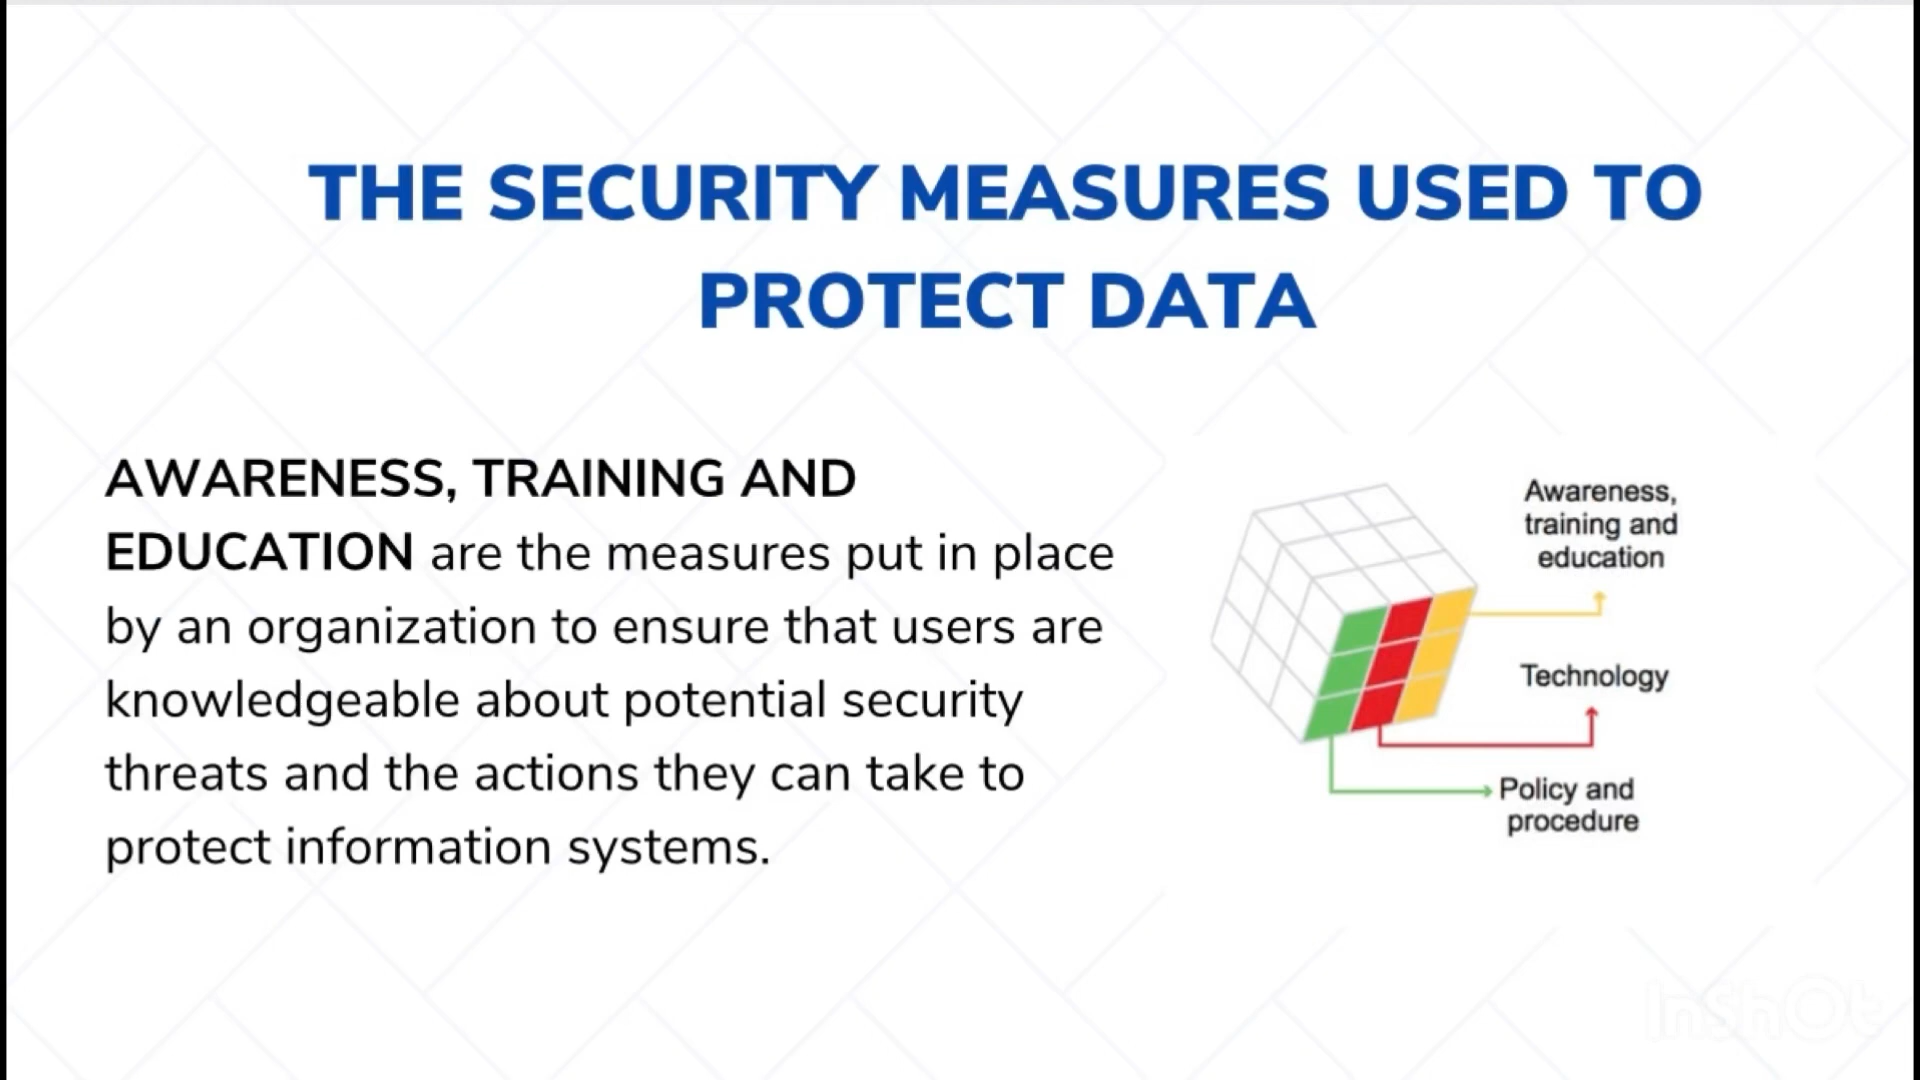 THE SECURITY MEASURES USED TO
PROTECT DATA
AWARENESS, TRAINING AND
EDUCATION are the measures put in place
by an organization to ensure that users are
knowledgeable about potential security
threats and the actions they can take to
protect information systems.
Awareness,
training and
education
Technology
Policy and
procedure
InShOt